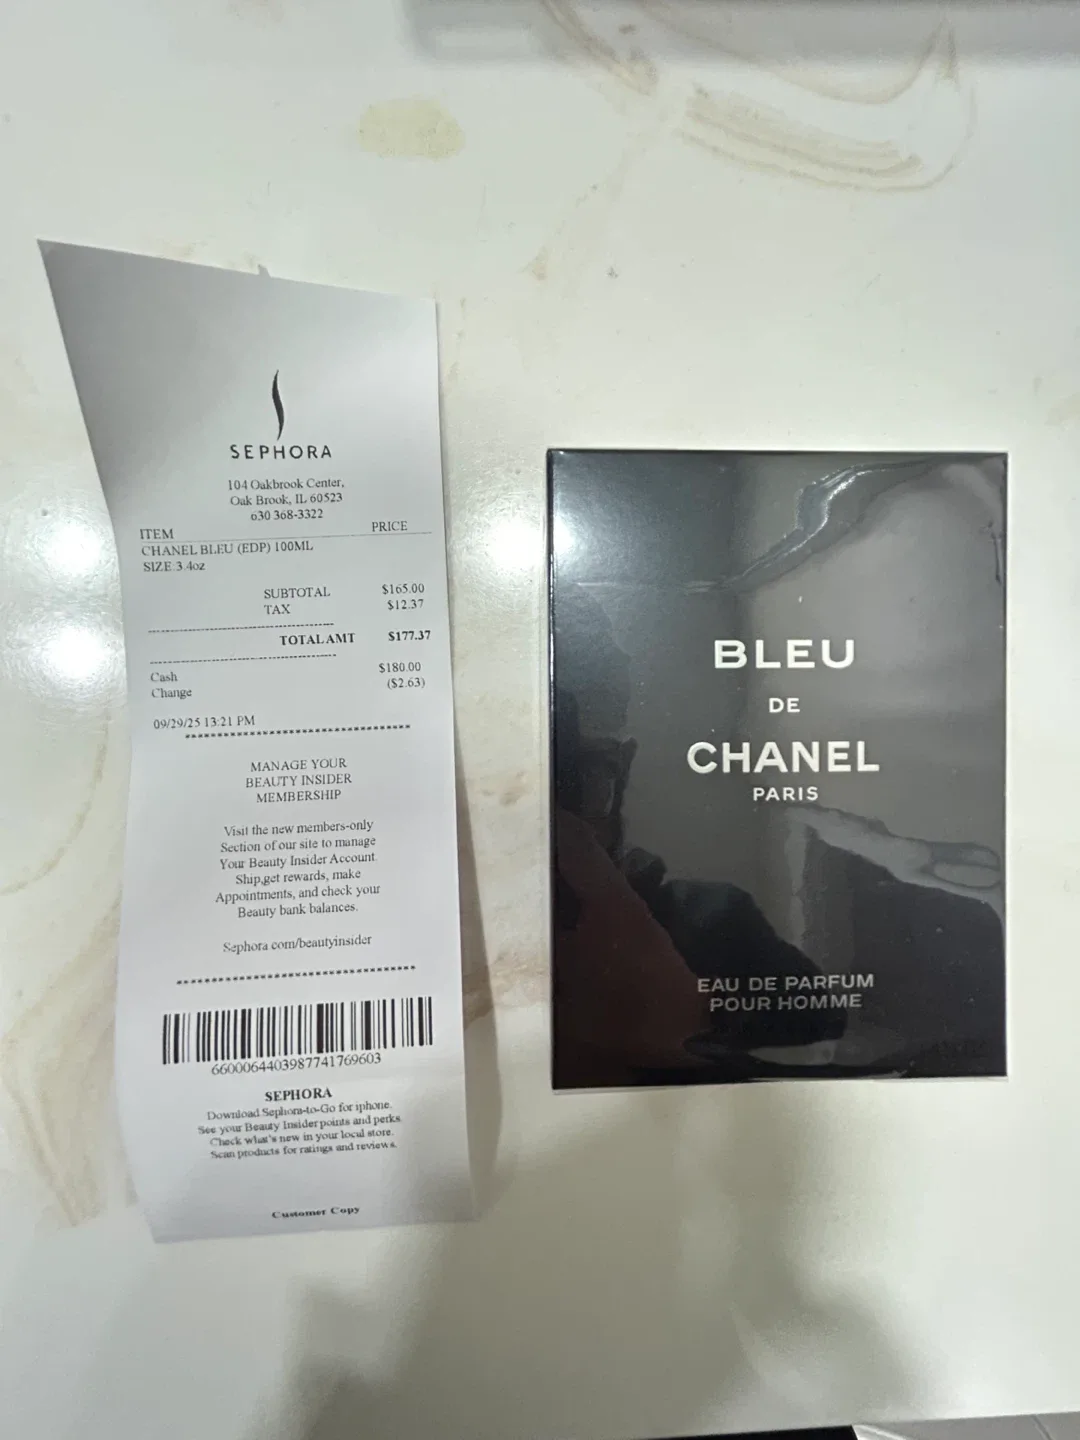 SEPHORA
104 Oakbrook Center,
Oak Brook, IL 60523
630 368-3322
ITEM PRICE
CHANEL BLEU (EDP) 100ML
SIZE 3.4oz
SUBTOTAL $165.00
TAX $12.37
TOTAL AMT $177.37
Cash $180.00
Change ($2.63)
09/29/25 13:21 PM
MANAGE YOUR
BEAUTY INSIDER
MEMBERSHIP
Visit the new members-only
Section of our site to manage
Your Beauty Insider Account.
Ship,get rewards, make
Appointments, and check your
Beauty bank balances.
Sephora com/beautyinsider
6600064403987741769603
SEPHORA
Download Sephora-to-Go for iphone.
See your Beauty Insider points and perks.
Check what's new in your local store.
Scan products for ratings and reviews.
Customer Copy
BLEU
DE
CHANEL
PARIS
EAU DE PARFUM
POUR HOMME